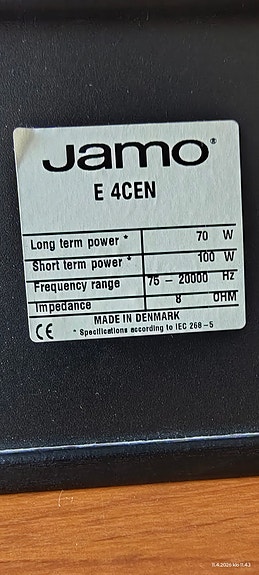 Jamo®
E 4CEN
Long term power * 70 W
Short term power * 100 W
Frequency range 75 – 20000 Hz
Impedance 8 OHM
MADE IN DENMARK
CE * Specifications according to IEC 268-5
11.4.2026 klo 11.43